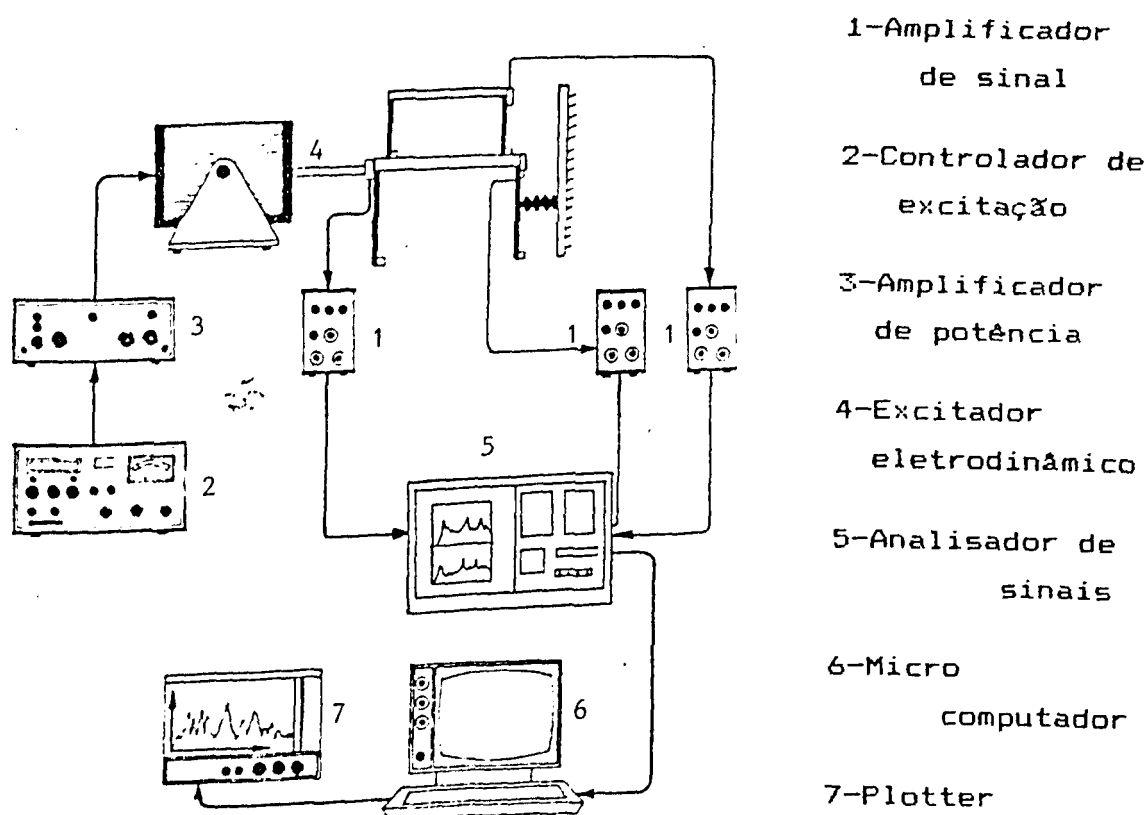 1-Amplificador
de sinal
2-Controlador de
excitação
3-Amplificador
de potência
4-Excitador
eletrodinâmico
5-Analisador de
sinais
6-Micro
computador
7-Plotter
4
3
1
1
1
2
5
7
6